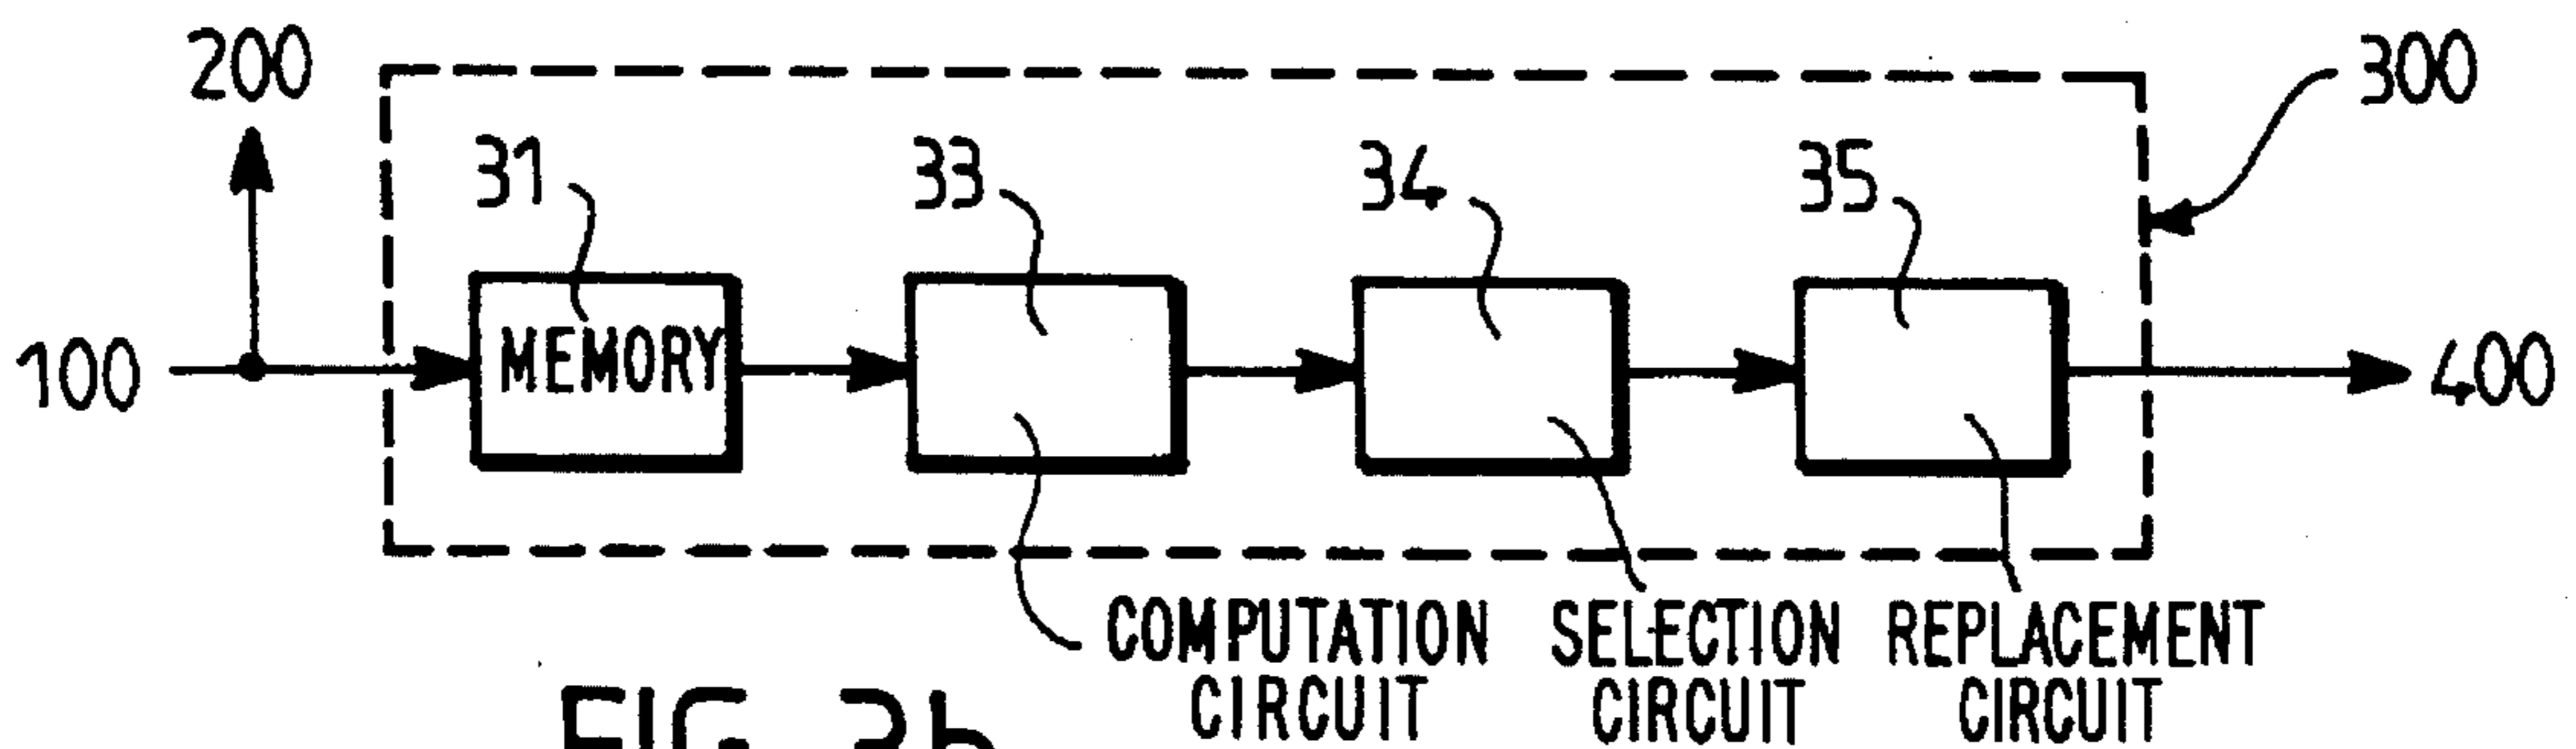 200
300
31
33
34
35
MEMORY
100
400
COMPUTATION
CIRCUIT
SELECTION
CIRCUIT
REPLACEMENT
CIRCUIT